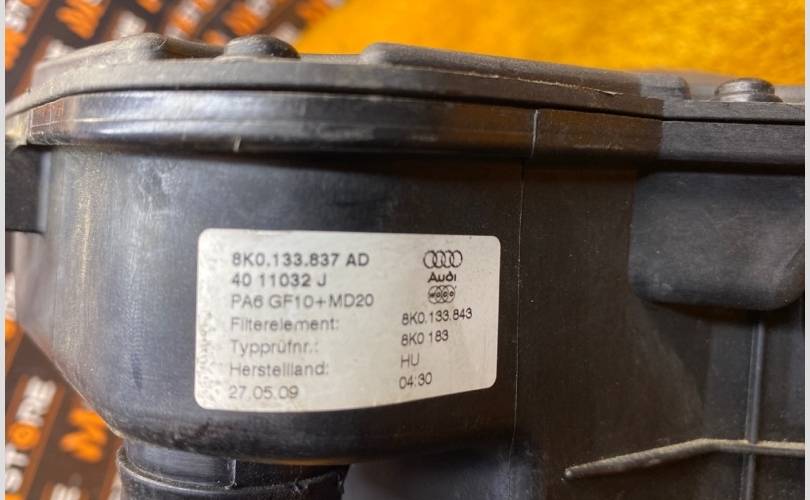 8K0.133.837 AD
40 11032 J
PA6 GF10+MD20
Filterelement: 8K0.133.843
Typprüfnr.: 8K0 183
Herstellland: HU
27.05.09 04:30
Audi